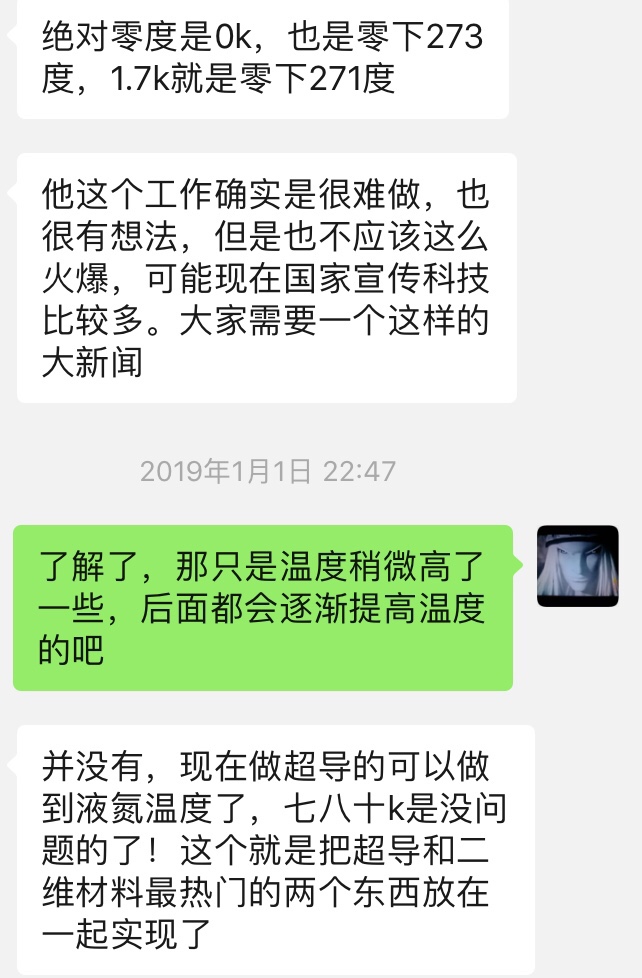 绝对零度是0k，也是零下273
度，1.7k就是零下271度
他这个工作确实是很难做，也
很有想法，但是也不应该这么
火爆，可能现在国家宣传科技
比较多。大家需要一个这样的
大新闻
2019年1月1日 22:47
了解了，那只是温度稍微高了
一些，后面都会逐渐提高温度
的吧
并没有，现在做超导的可以做
到液氮温度了，七八十k是没问
题的了！这个就是把超导和二
维材料最热门的两个东西放在
一起实现了